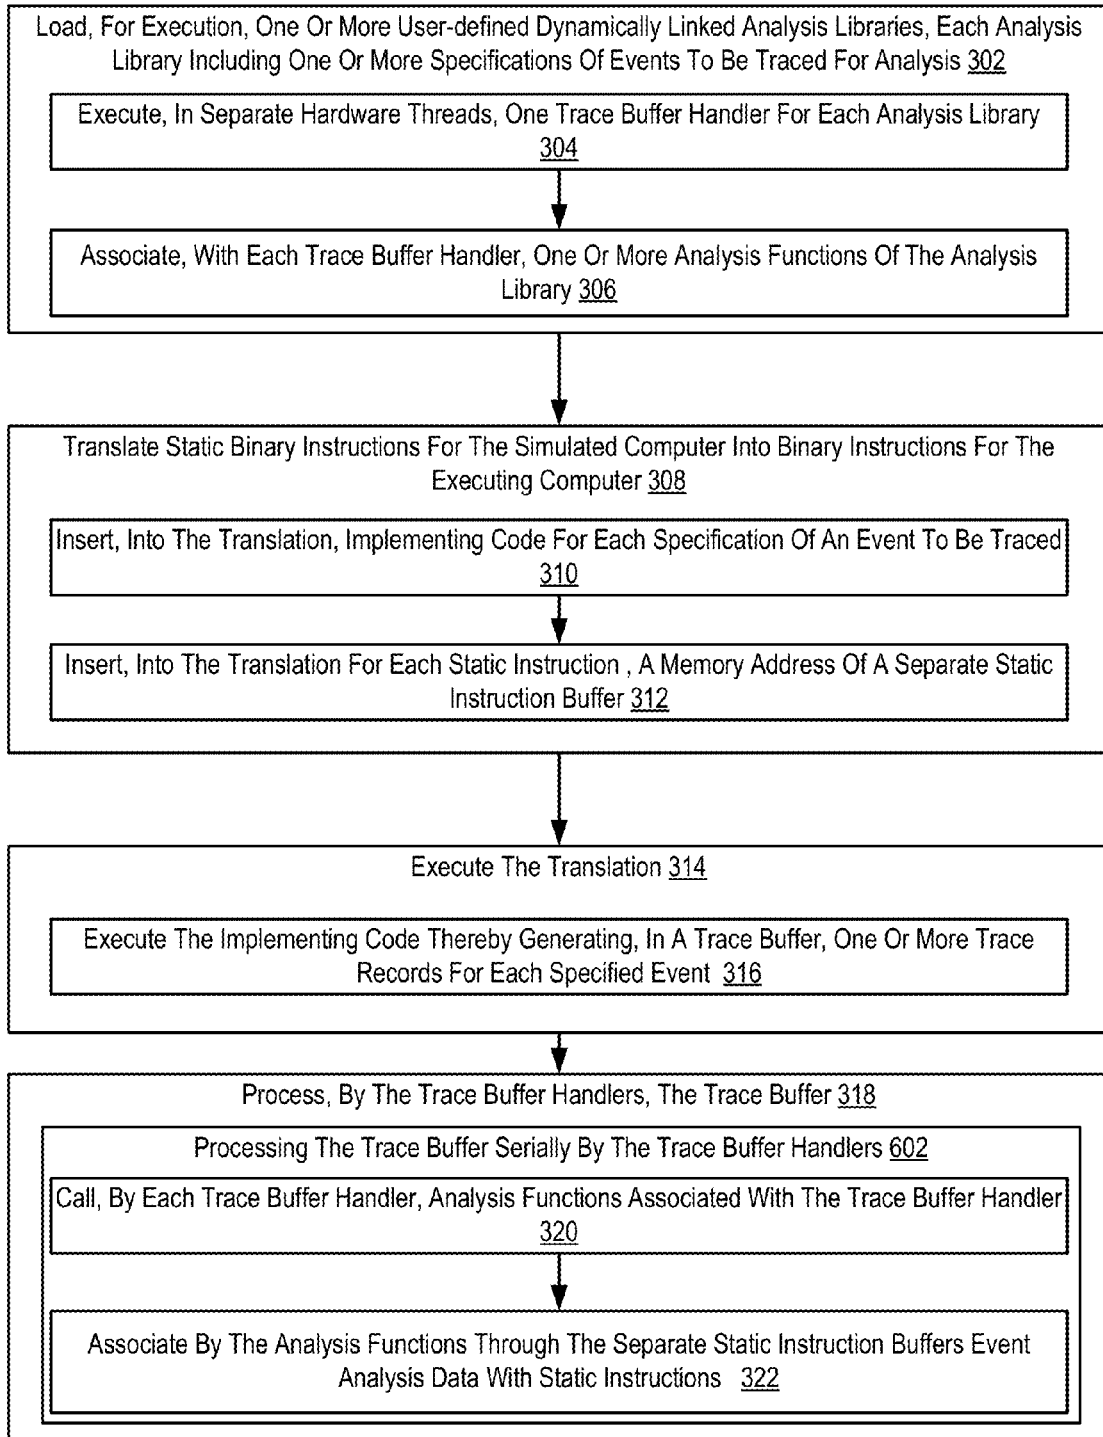 Load, For Execution, One Or More User-defined Dynamically Linked Analysis Libraries, Each Analysis
Library Including One Or More Specifications Of Events To Be Traced For Analysis 302
Execute, In Separate Hardware Threads, One Trace Buffer Handler For Each Analysis Library
304
Associate, With Each Trace Buffer Handler, One Or More Analysis Functions Of The Analysis
Library 306
Translate Static Binary Instructions For The Simulated Computer Into Binary Instructions For The
Executing Computer 308
Insert, Into The Translation, Implementing Code For Each Specification Of An Event To Be Traced
310
Insert, Into The Translation For Each Static Instruction , A Memory Address Of A Separate Static
Instruction Buffer 312
Execute The Translation 314
Execute The Implementing Code Thereby Generating, In A Trace Buffer, One Or More Trace
Records For Each Specified Event 316
Process, By The Trace Buffer Handlers, The Trace Buffer 318
Processing The Trace Buffer Serially By The Trace Buffer Handlers 602
Call, By Each Trace Buffer Handler, Analysis Functions Associated With The Trace Buffer Handler
320
Associate By The Analysis Functions Through The Separate Static Instruction Buffers Event
Analysis Data With Static Instructions 322